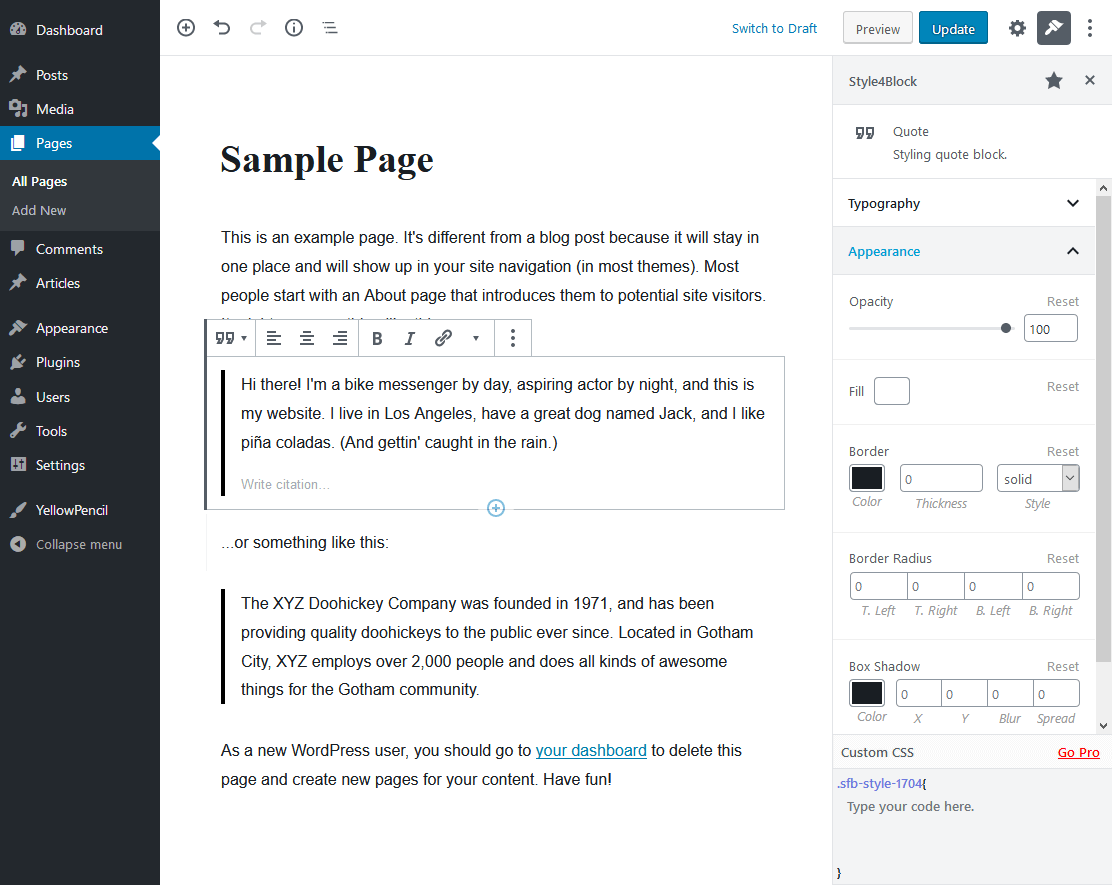 Dashboard
Posts
Media
Pages
All Pages
Add New
Comments
Articles
Appearance
Plugins
Users
Tools
Settings
YellowPencil
Collapse menu
Switch to Draft
Preview
Update
Sample Page
This is an example page. It's different from a blog post because it will stay in
one place and will show up in your site navigation (in most themes). Most
people start with an About page that introduces them to potential site visitors.
B I
Hi there! I'm a bike messenger by day, aspiring actor by night, and this is
my website. I live in Los Angeles, have a great dog named Jack, and I like
piña coladas. (And gettin' caught in the rain.)
Write citation...
...or something like this:
The XYZ Doohickey Company was founded in 1971, and has been
providing quality doohickeys to the public ever since. Located in Gotham
City, XYZ employs over 2,000 people and does all kinds of awesome
things for the Gotham community.
As a new WordPress user, you should go to your dashboard to delete this
page and create new pages for your content. Have fun!
Style4Block
Quote
Styling quote block.
Typography
Appearance
Opacity Reset
100
Fill Reset
Border Reset
0 solid
Color Thickness Style
Border Radius Reset
0 0 0 0
T. Left T. Right B. Left B. Right
Box Shadow Reset
0 0 0 0
Color X Y Blur Spread
Custom CSS Go Pro
.sfb-style-1704{
Type your code here.
}